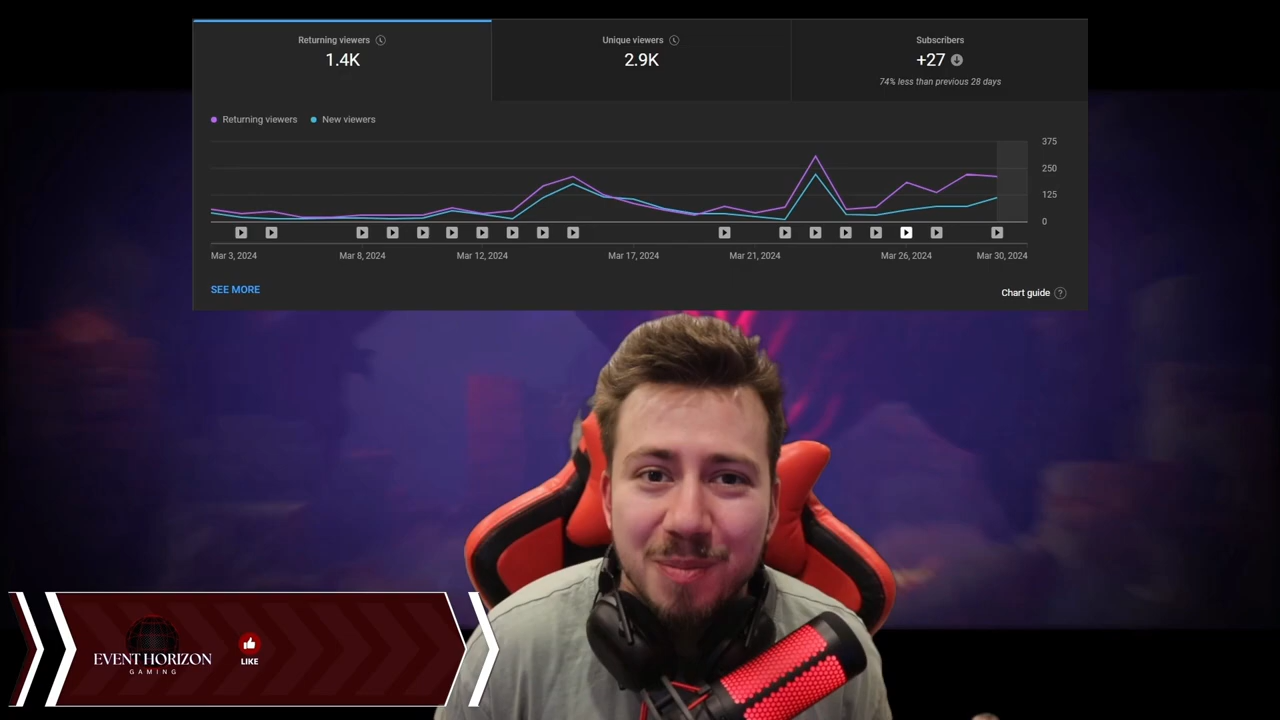 Returning viewers
1.4K
Unique viewers
2.9K
Subscribers
+27
74% less than previous 28 days
Returning viewers New viewers
375
250
125
0
Mar 3, 2024 Mar 8, 2024 Mar 12, 2024 Mar 17, 2024 Mar 21, 2024 Mar 26, 2024 Mar 30, 2024
SEE MORE
Chart guide ?
EVENT HORIZON
GAMING
LIKE